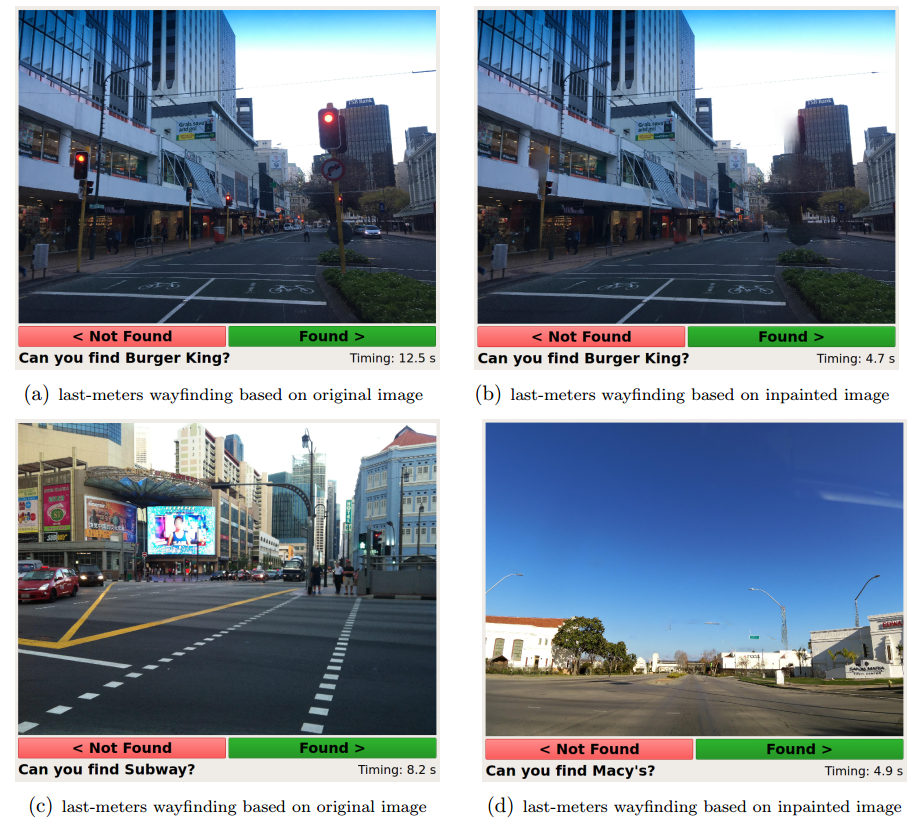 < Not Found
Found >
Can you find Burger King?
Timing: 12.5 s
(a) last-meters wayfinding based on original image
< Not Found
Found >
Can you find Burger King?
Timing: 4.7 s
(b) last-meters wayfinding based on inpainted image
SUBWAY
< Not Found
Found >
Can you find Subway?
Timing: 8.2 s
(c) last-meters wayfinding based on original image
< Not Found
Found >
Can you find Macy's?
Timing: 4.9 s
(d) last-meters wayfinding based on inpainted image